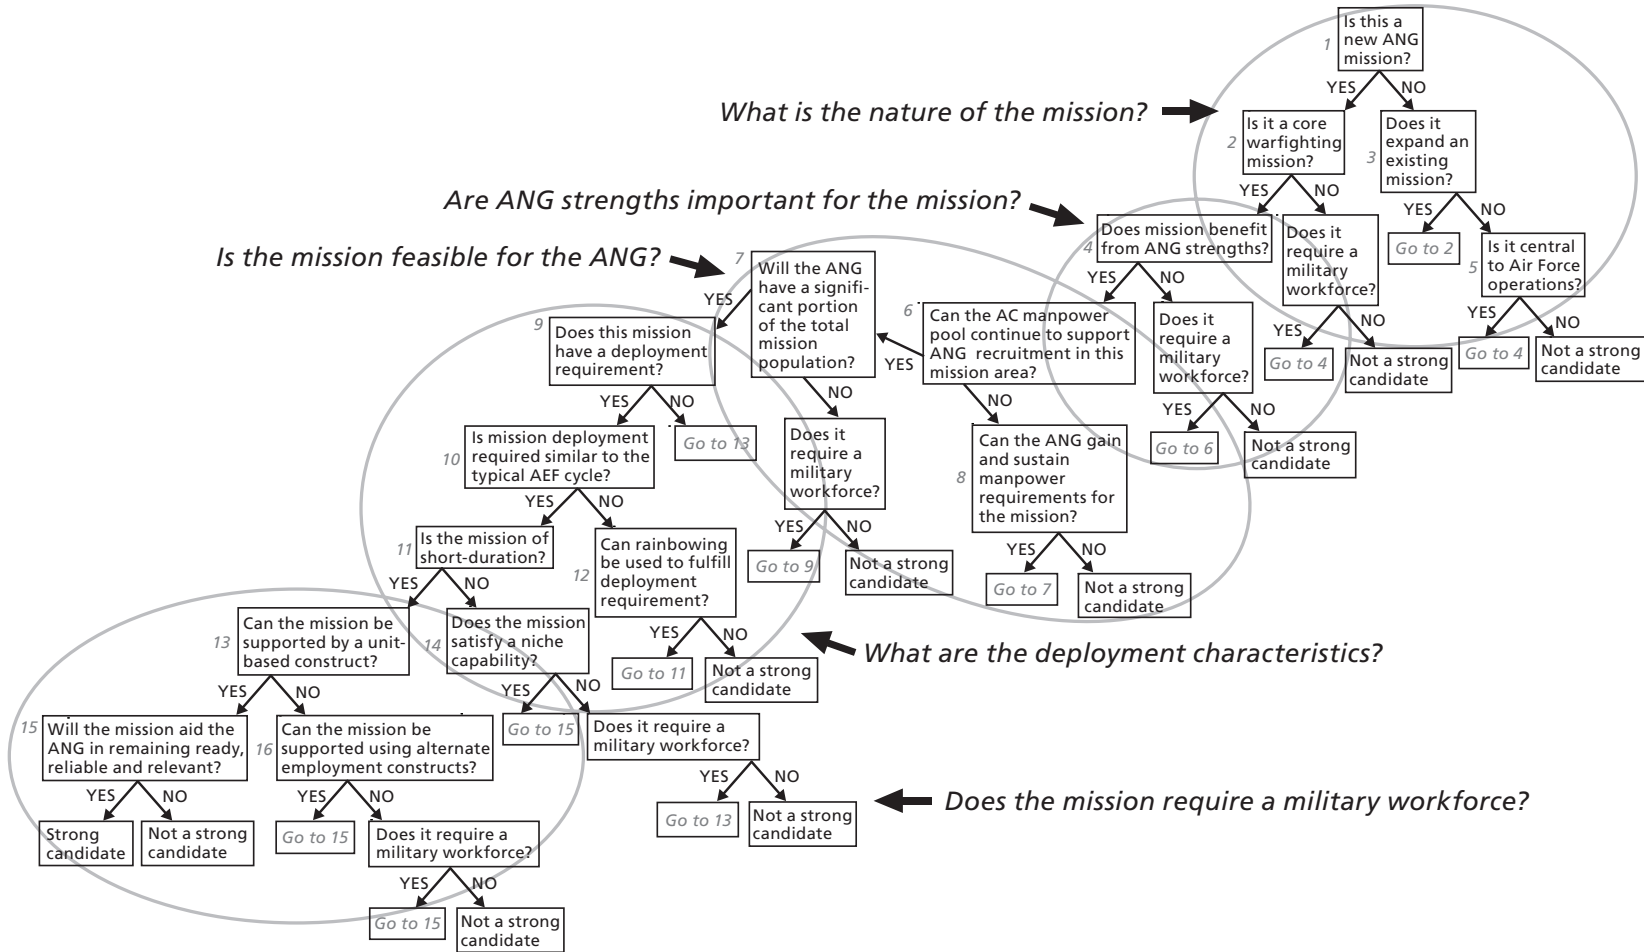 Is this a
new ANG
mission?
1
YES
NO
What is the nature of the mission?
Is it a core
warfighting
mission?
2
Does it
expand an
existing
mission?
3
YES
NO
YES
NO
Are ANG strengths important for the mission?
Does mission benefit
from ANG strengths?
4
Does it
require a
military
workforce?
Go to 2
Is it central
to Air Force
operations?
5
YES
NO
YES
NO
YES
NO
Does it
require a
military
workforce?
Go to 4
Not a strong
candidate
Go to 4
Not a strong
candidate
YES
NO
Go to 6
Not a strong
candidate
Is the mission feasible for the ANG?
6
Can the AC manpower
pool continue to support
ANG recruitment in this
mission area?
YES
NO
7
Will the ANG
have a signifi-
cant portion
of the total
mission
population?
YES
NO
Does it
require a
military
workforce?
YES
NO
Go to 9
Not a strong
candidate
8
Can the ANG gain
and sustain
manpower
requirements for
the mission?
YES
NO
Go to 7
Not a strong
candidate
9
Does this mission
have a deployment
requirement?
YES
NO
Go to 13
10
Is mission deployment
required similar to the
typical AEF cycle?
YES
NO
11
Is the mission of
short-duration?
YES
NO
12
Can rainbowing
be used to fulfill
deployment
requirement?
YES
NO
Go to 11
Not a strong
candidate
What are the deployment characteristics?
13
Can the mission be
supported by a unit-
based construct?
YES
NO
14
Does the mission
satisfy a niche
capability?
YES
NO
Go to 15
Does it require a
military workforce?
YES
NO
Go to 13
Not a strong
candidate
Does the mission require a military workforce?
15
Will the mission aid the
ANG in remaining ready,
reliable and relevant?
YES
NO
Strong
candidate
Not a strong
candidate
16
Can the mission be
supported using alternate
employment constructs?
YES
NO
Go to 15
Does it require a
military workforce?
YES
NO
Go to 15
Not a strong
candidate